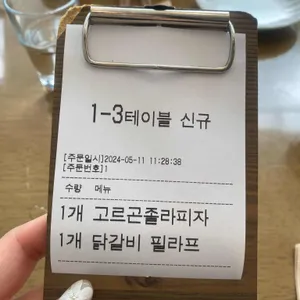 1-3테이블 신규
[주문일시]2024-05-11 11:28:38
[주문번호]1
수량 메뉴
1개 고르곤졸라피자
1개 닭갈비 필라프